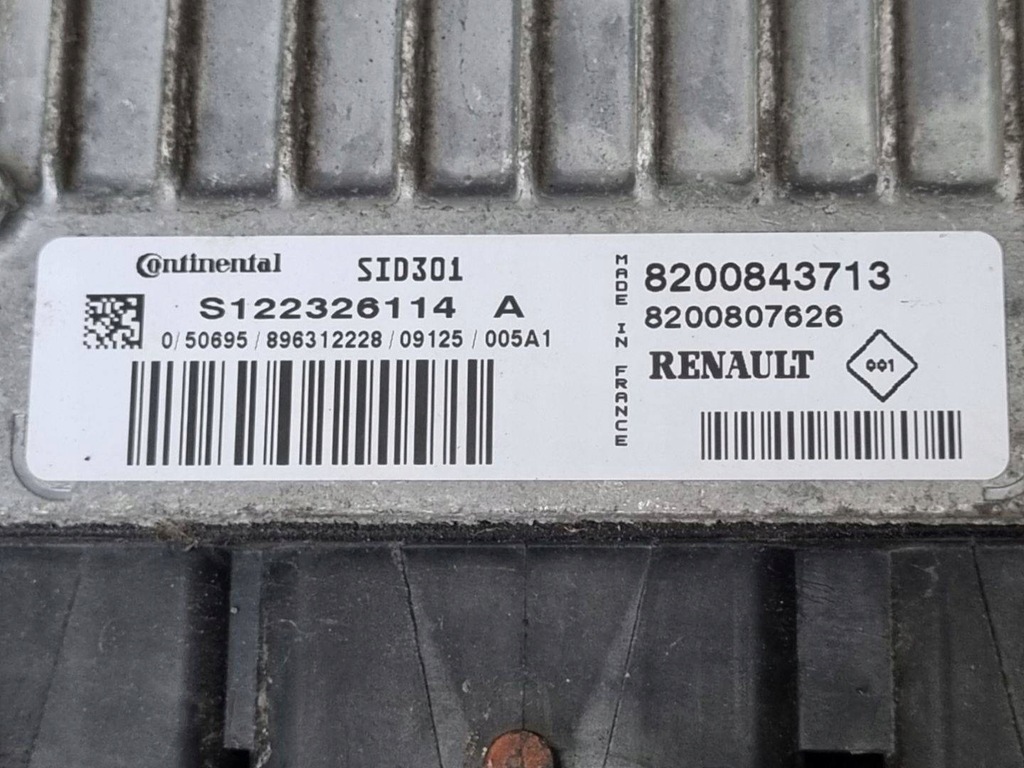 Continental SID301
S122326114 A
0/50695/896312228/09125/005A1
MADE IN FRANCE
8200843713
8200807626
RENAULT 001